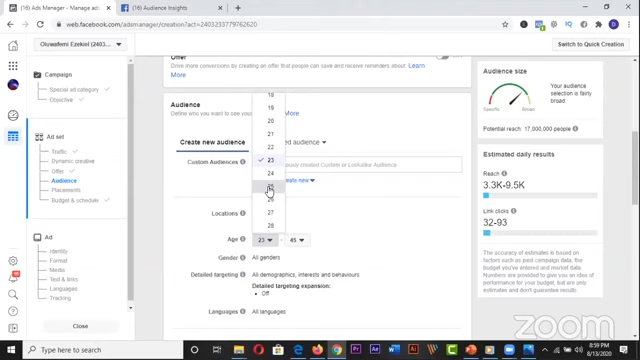 (16) Ads Manager - Manage ads
(16) Audience Insights
web.facebook.com/adsmanager/creation?act=2403233779762620
Oluwafemi Ezekiel (2403...
Switch to Quick Creation
Campaign
Special ad category
Objective
Ad set
Traffic
Dynamic creative
Offer
Audience
Placements
Budget & schedule
Ad
Identity
Format
Media
Text & links
Languages
Tracking
Close
Offer
Drive more conversions by creating an offer that people can save and receive reminders about. Learn
More
Audience
Define who you want to see
More
Create new audience
d audience
Custom Audiences
ously created Custom or Lookalike Audience
eate new
Locations
18
19
20
21
22
23
24
25
26
27
28
Age
23 - 45
Gender
All genders
Detailed targeting
All demographics, interests and behaviours
Detailed targeting expansion:
• Off
Languages
All languages
Audience size
Specific
Broad
Your audience
selection is fairly
broad.
Potential reach: 17,000,000 people
Estimated daily results
Reach
3.3K-9.5K
Link clicks
32-93
The accuracy of estimates is based on
factors such as past campaign data, the
budget you've entered and market data.
Numbers are provided to give you an idea of
performance for your budget, but are only
estimates and don't guarantee results.
zoom
8:59 PM
8/13/2020